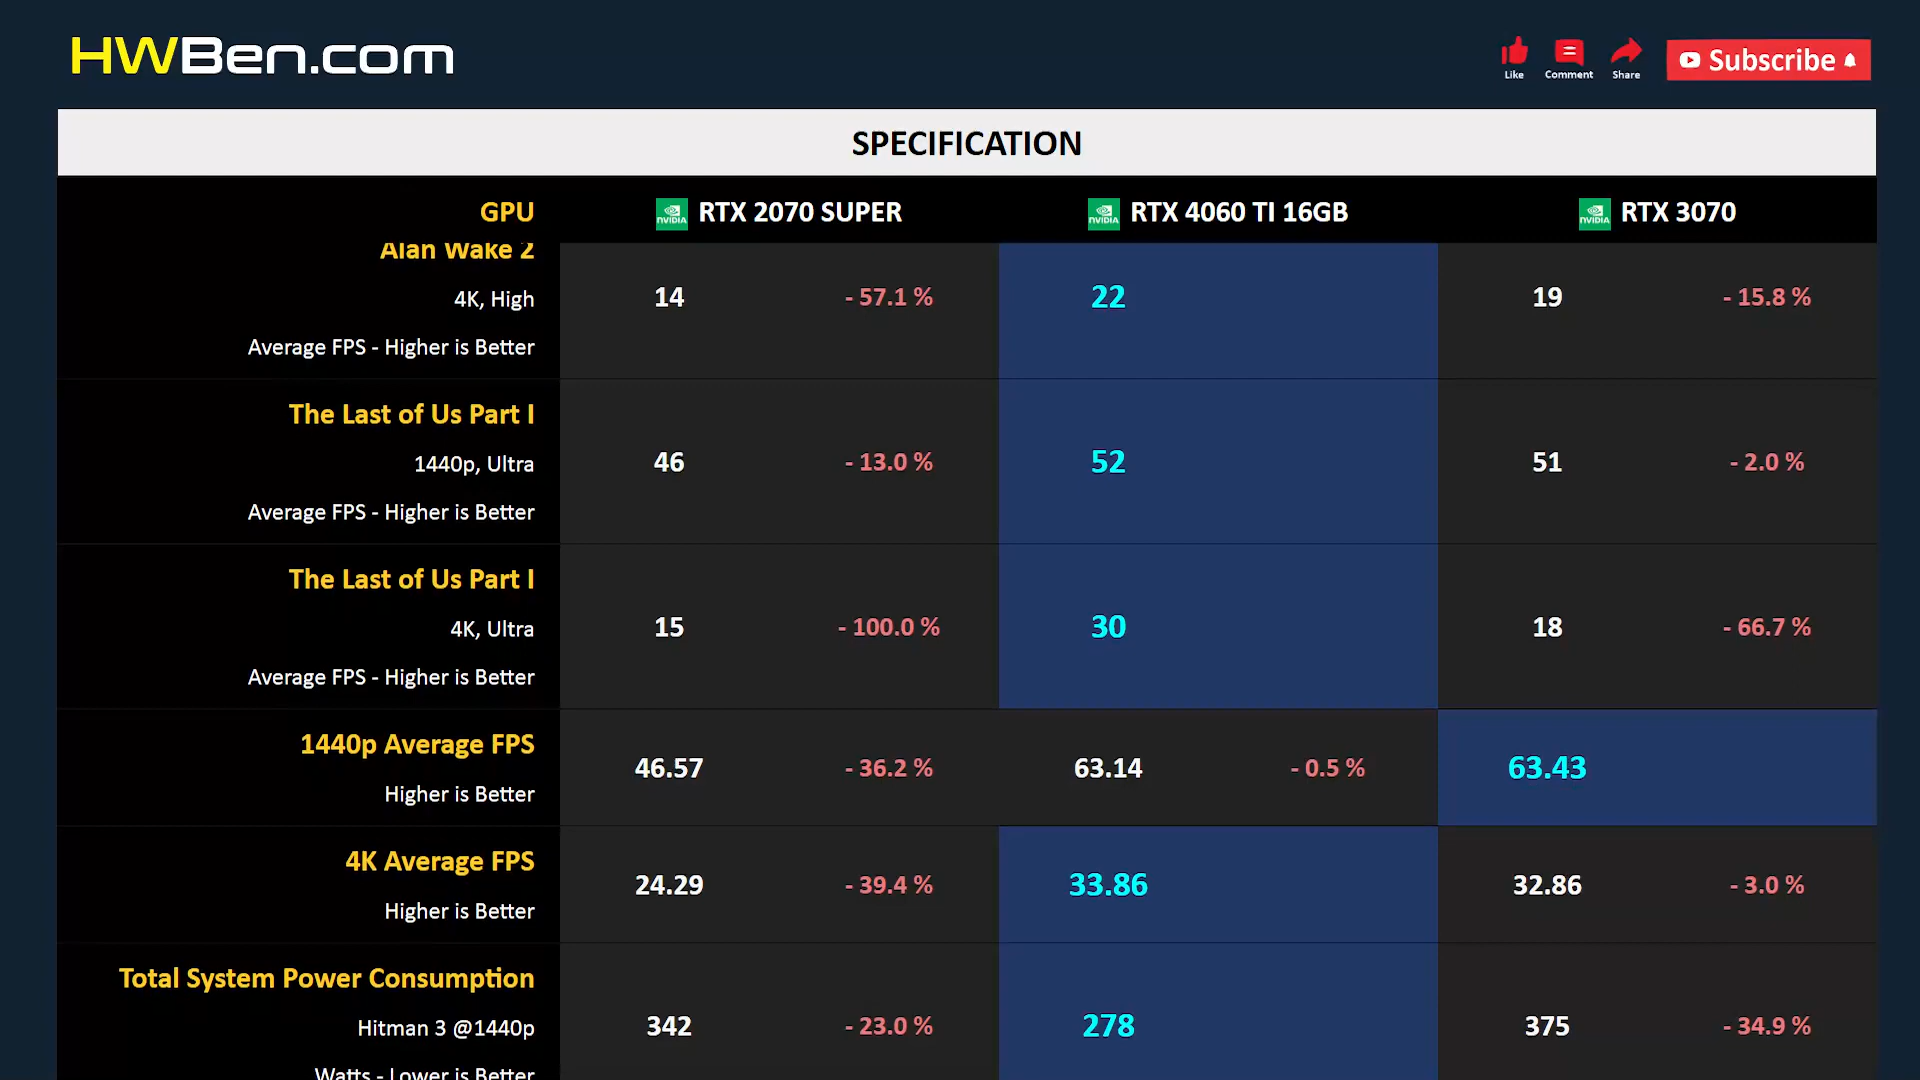 HWBen.com
Like
Comment
Share
Subscribe
SPECIFICATION
GPU
NVIDIA RTX 2070 SUPER
NVIDIA RTX 4060 TI 16GB
NVIDIA RTX 3070
Alan Wake 2
4K, High
Average FPS - Higher is Better
14 - 57.1 % 22 19 - 15.8 %
The Last of Us Part I
1440p, Ultra
Average FPS - Higher is Better
46 - 13.0 % 52 51 - 2.0 %
The Last of Us Part I
4K, Ultra
Average FPS - Higher is Better
15 - 100.0 % 30 18 - 66.7 %
1440p Average FPS
Higher is Better
46.57 - 36.2 % 63.14 - 0.5 % 63.43
4K Average FPS
Higher is Better
24.29 - 39.4 % 33.86 32.86 - 3.0 %
Total System Power Consumption
Hitman 3 @1440p
Watts - Lower is Better
342 - 23.0 % 278 375 - 34.9 %